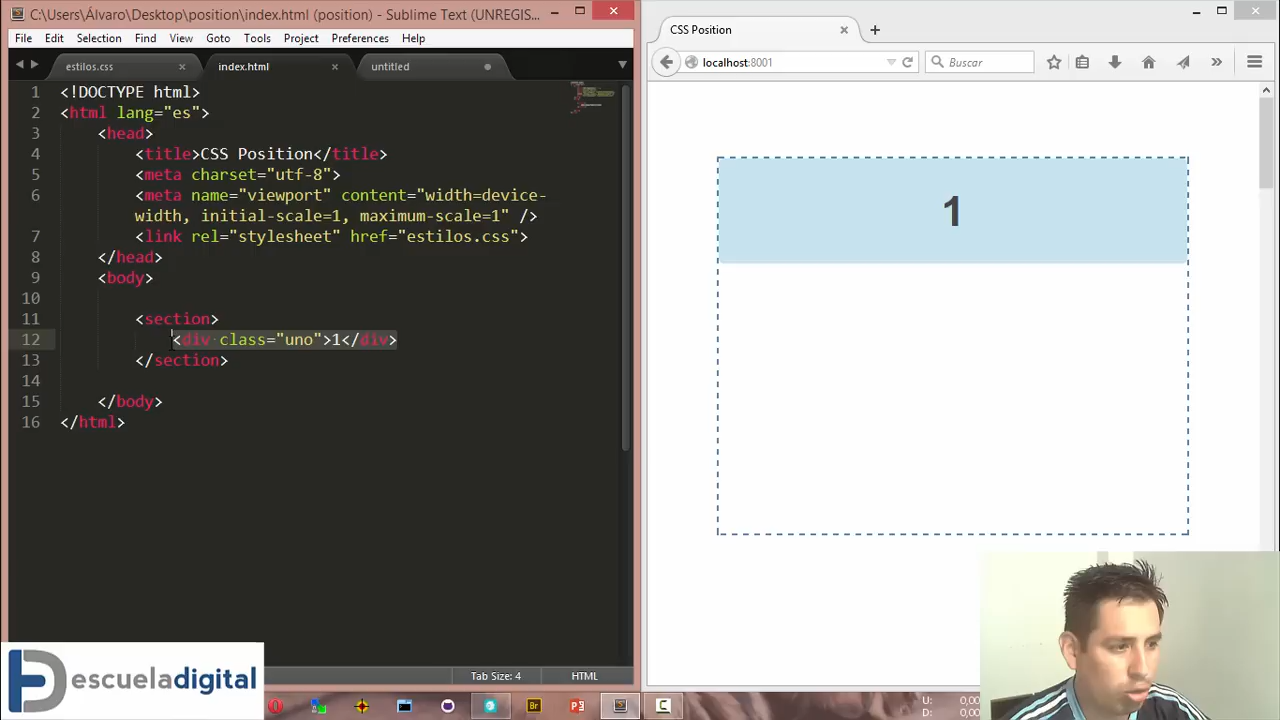 C:\Users\Álvaro\Desktop\position\index.html (position) - Sublime Text (UNREGIS...
File Edit Selection Find View Goto Tools Project Preferences Help
estilos.css × index.html × untitled
1 <!DOCTYPE html>
2 <html lang="es">
3 <head>
4 <title>CSS Position</title>
5 <meta charset="utf-8">
6 <meta name="viewport" content="width=device-
width, initial-scale=1, maximum-scale=1" />
7 <link rel="stylesheet" href="estilos.css">
8 </head>
9 <body>
10
11 <section>
12 <div class="uno">1</div>
13 </section>
14
15 </body>
16 </html>
Tab Size: 4 HTML
escueladigital
CSS Position
localhost:8001
Buscar
1
Br
U: 0,00
D: 0,00